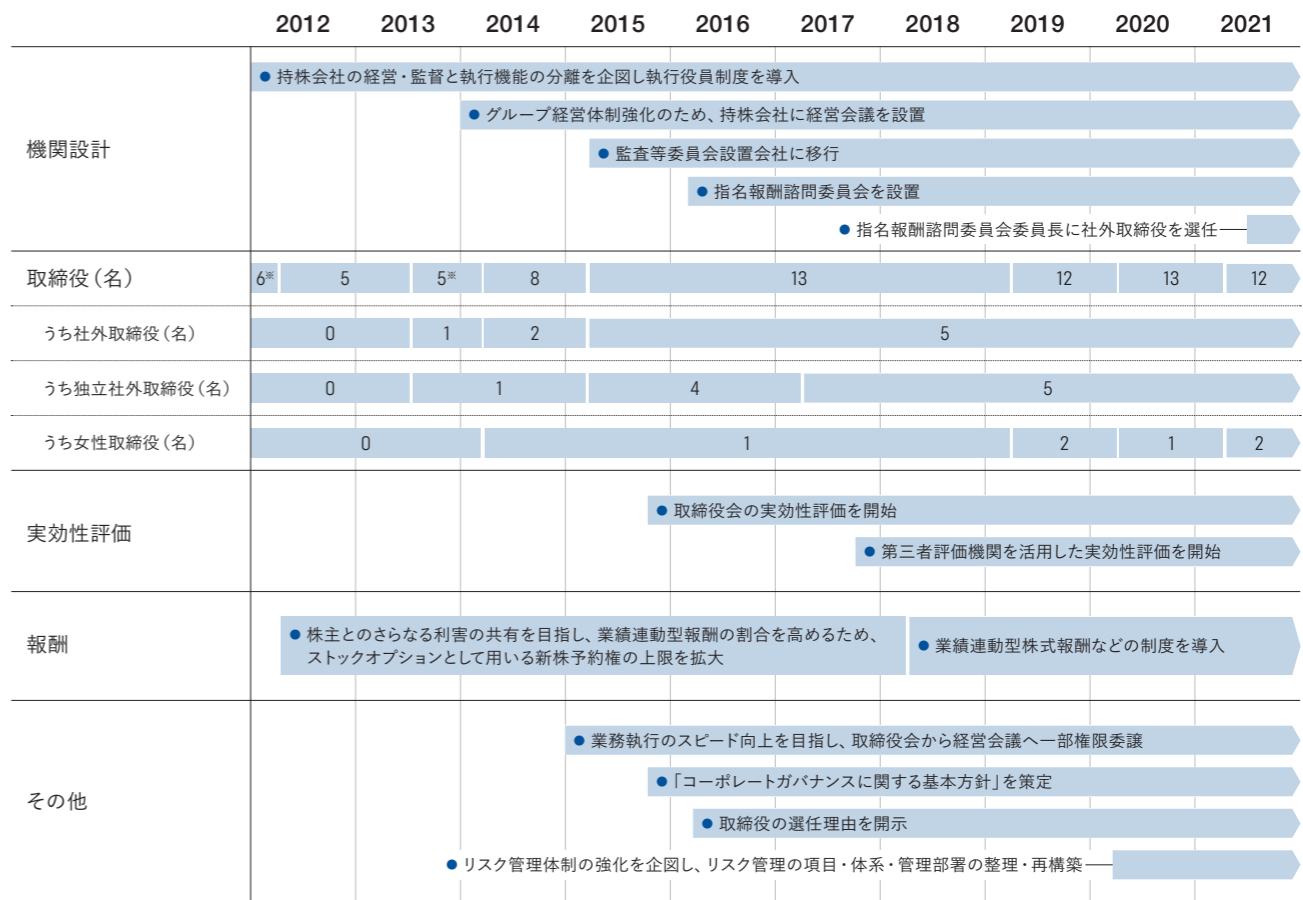 2012 2013 2014 2015 2016 2017 2018 2019 2020 2021
機関設計
● 持株会社の経営・監督と執行機能の分離を企図し執行役員制度を導入
● グループ経営体制強化のため、持株会社に経営会議を設置
● 監査等委員会設置会社に移行
● 指名報酬諮問委員会を設置
● 指名報酬諮問委員会委員長に社外取締役を選任
取締役(名) 6※ 5 5※ 8 13 12 13 12
うち社外取締役(名) 0 1 2 5
うち独立社外取締役(名) 0 1 4 5
うち女性取締役(名) 0 1 2 1 2
実効性評価
● 取締役会の実効性評価を開始
● 第三者評価機関を活用した実効性評価を開始
報酬
● 株主とのさらなる利害の共有を目指し、業績連動型報酬の割合を高めるため、
ストックオプションとして用いる新株予約権の上限を拡大
● 業績連動型株式報酬などの制度を導入
その他
● 業務執行のスピード向上を目指し、取締役会から経営会議へ一部権限委譲
● 「コーポレートガバナンスに関する基本方針」を策定
● 取締役の選任理由を開示
● リスク管理体制の強化を企図し、リスク管理の項目・体系・管理部署の整理・再構築